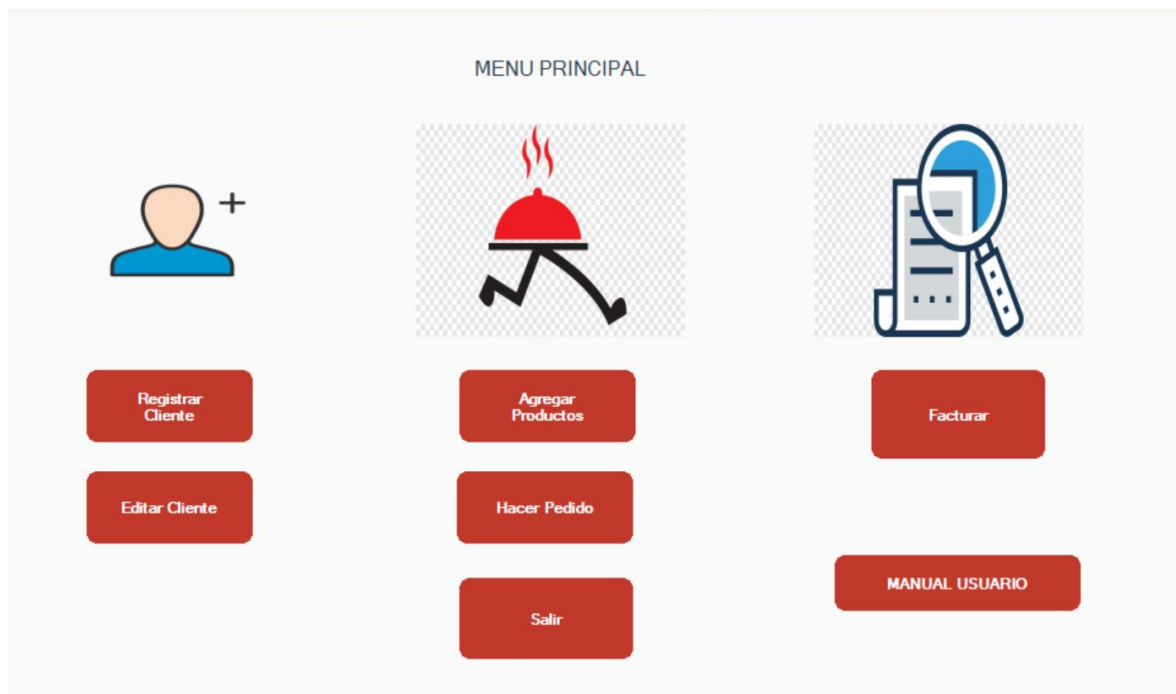 MENU PRINCIPAL
Registrar
Cliente
Agregar
Productos
Facturar
Editar Cliente
Hacer Pedido
MANUAL USUARIO
Salir